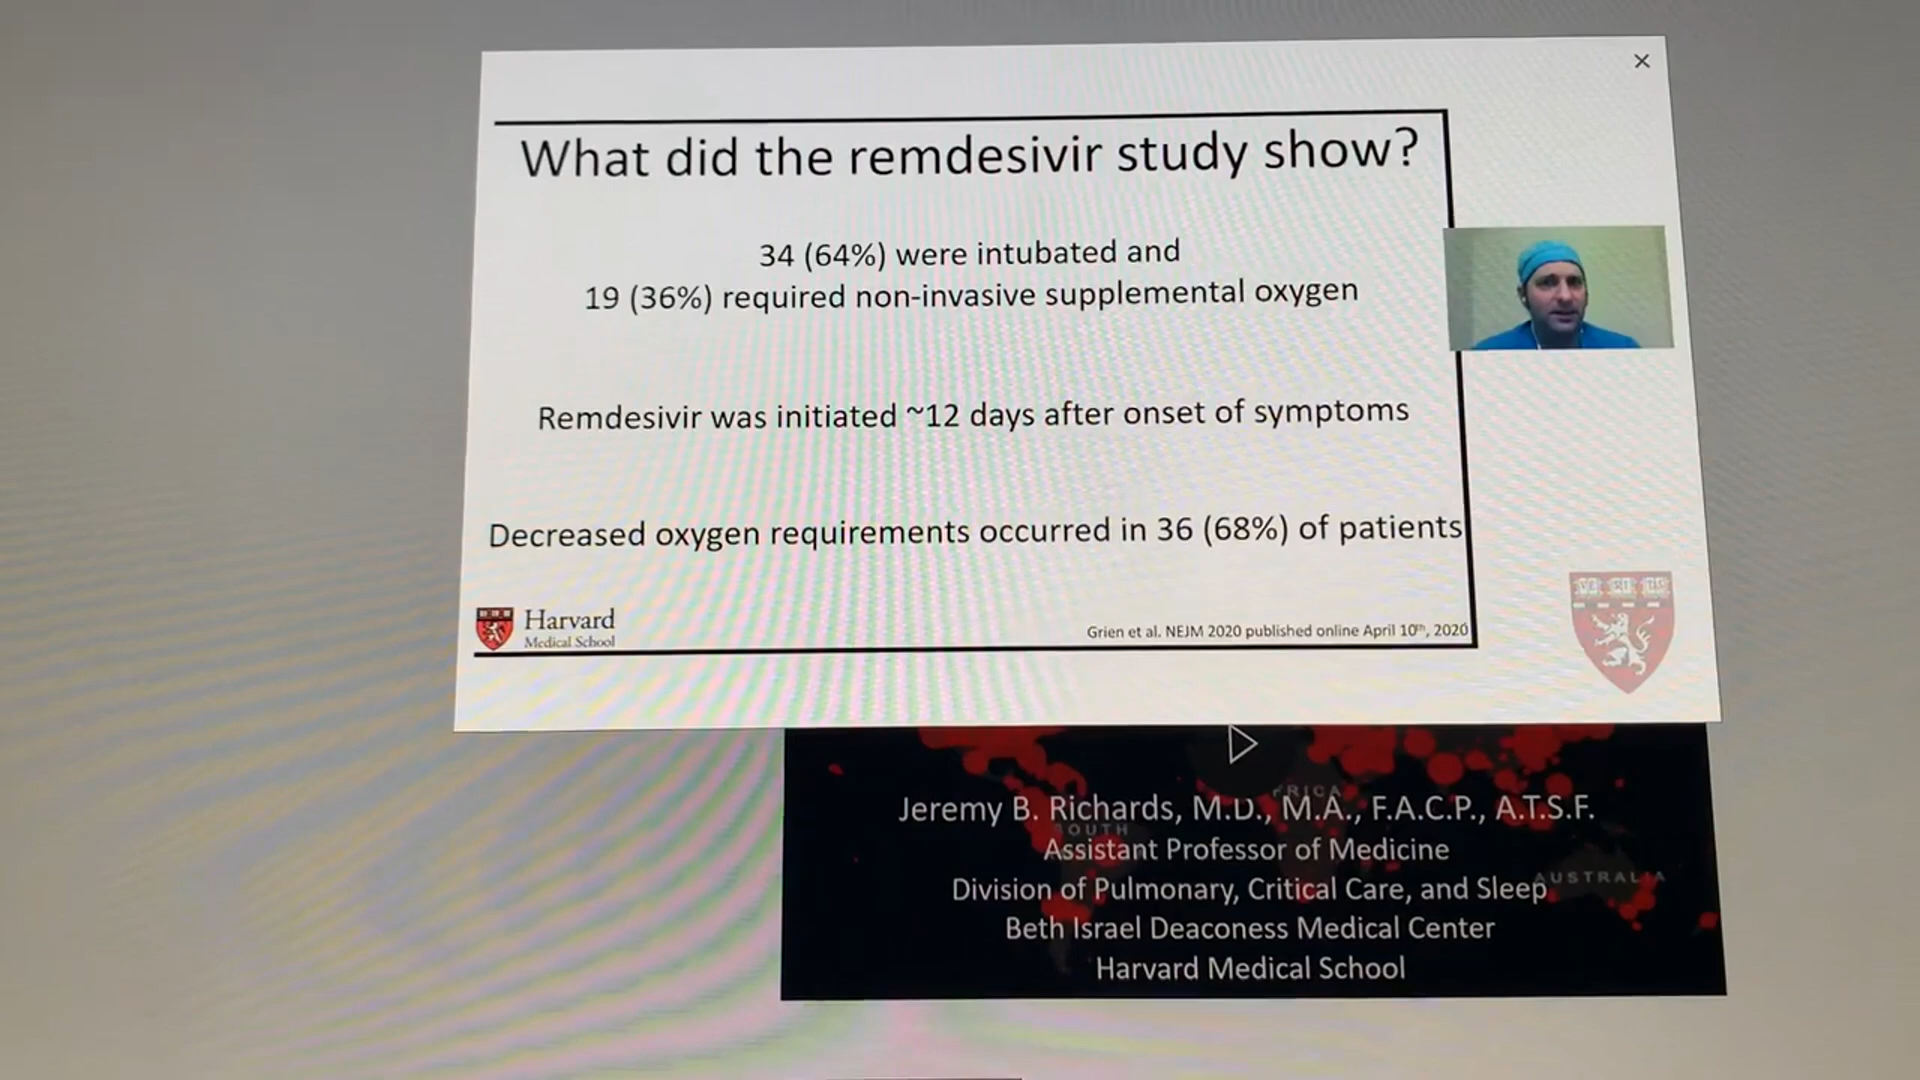 What did the remdesivir study show?
34 (64%) were intubated and
19 (36%) required non-invasive supplemental oxygen
Remdesivir was initiated ~12 days after onset of symptoms
Decreased oxygen requirements occurred in 36 (68%) of patients
Harvard
Medical School
Grien et al. NEJM 2020 published online April 10th, 2020
Jeremy B. Richards, M.D., M.A., F.A.C.P., A.T.S.F.
SOUTH
Assistant Professor of Medicine
AUSTRALIA
Division of Pulmonary, Critical Care, and Sleep
Beth Israel Deaconess Medical Center
Harvard Medical School